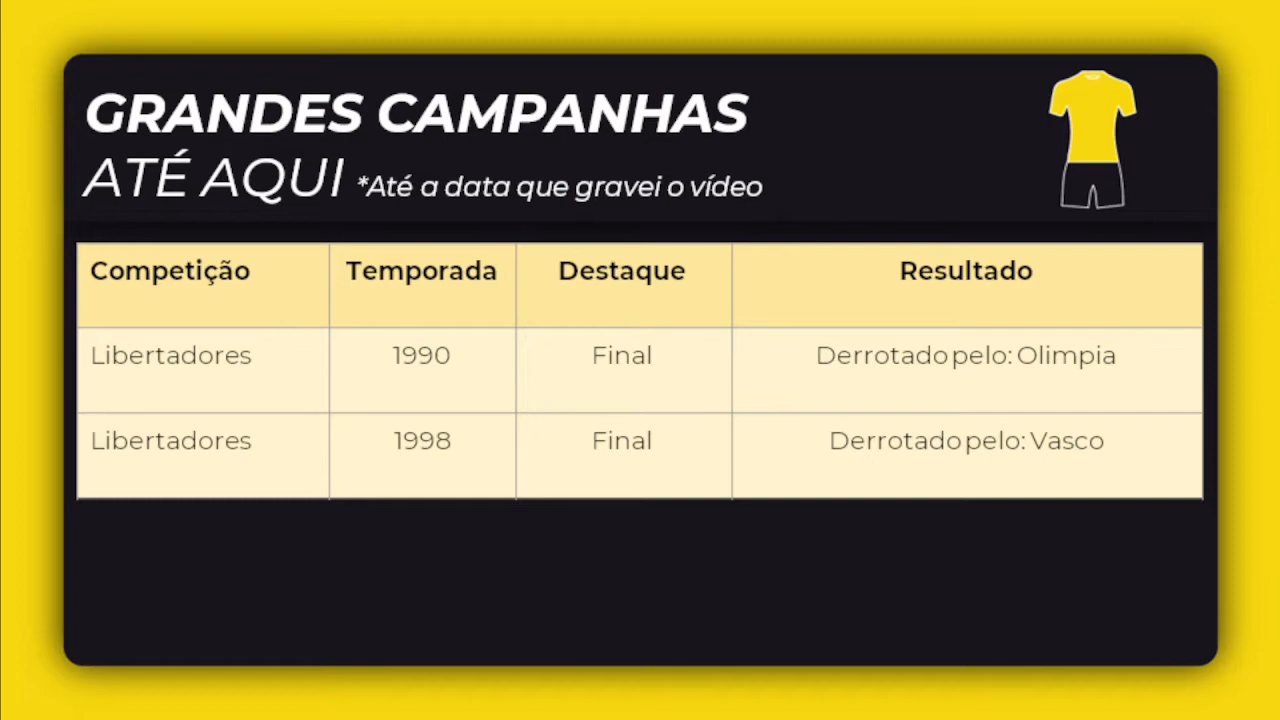 GRANDES CAMPANHAS
ATÉ AQUI *Até a data que gravei o vídeo
Competição Temporada Destaque Resultado
Libertadores 1990 Final Derrotado pelo: Olimpia
Libertadores 1998 Final Derrotado pelo: Vasco